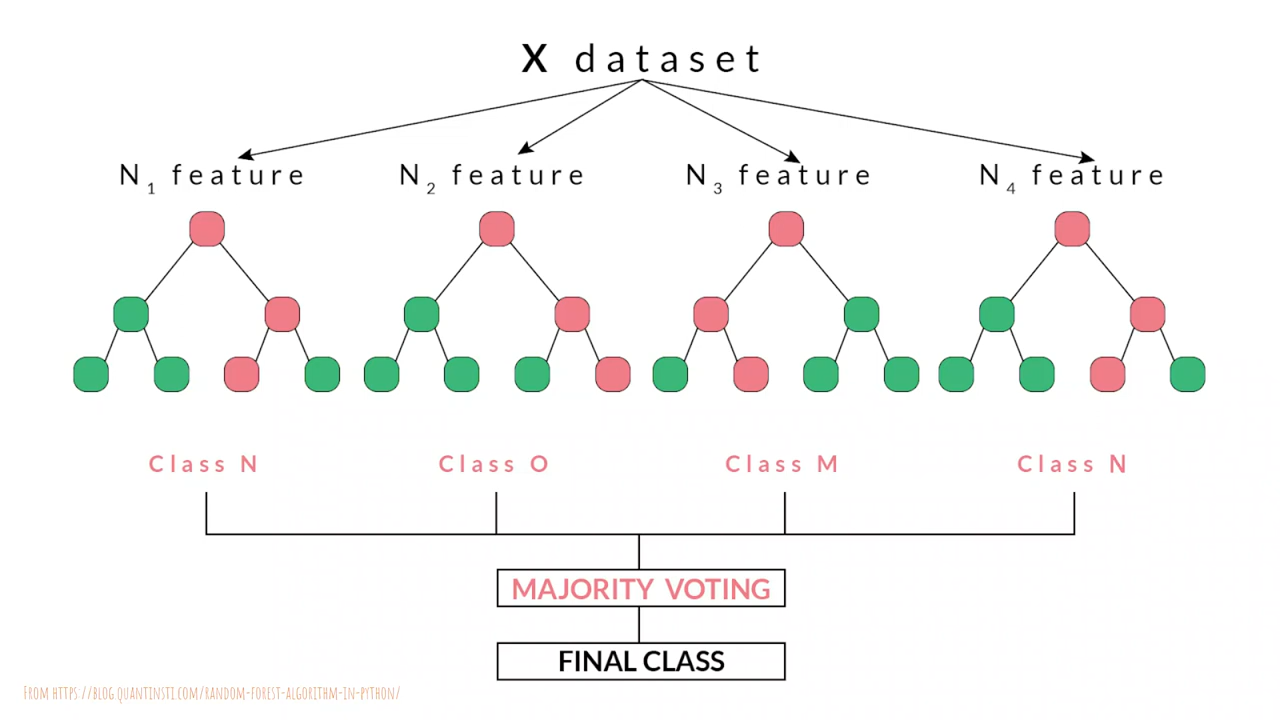 X dataset
N1 feature
N2 feature
N3 feature
N4 feature
Class N
Class O
Class M
Class N
MAJORITY VOTING
FINAL CLASS
From https://blog.quantinsti.com/random-forest-algorithm-in-python/